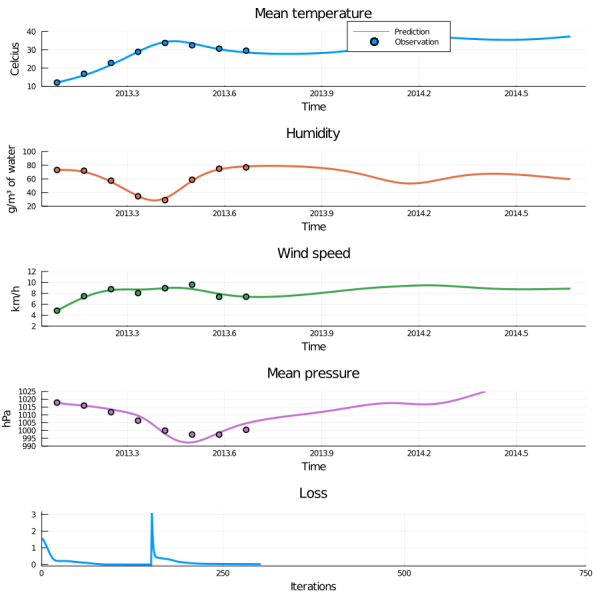 Mean temperature
Prediction
Observation
Celcius
40
30
20
10
2013.3 2013.6 2013.9 2014.2 2014.5
Time
Humidity
g/m³ of water
100
80
60
40
20
2013.3 2013.6 2013.9 2014.2 2014.5
Time
Wind speed
km/h
12
10
8
6
4
2
2013.3 2013.6 2013.9 2014.2 2014.5
Time
Mean pressure
hPa
1025
1020
1015
1010
1005
1000
995
990
2013.3 2013.6 2013.9 2014.2 2014.5
Time
Loss
3
2
1
0
0 250 500 750
Iterations